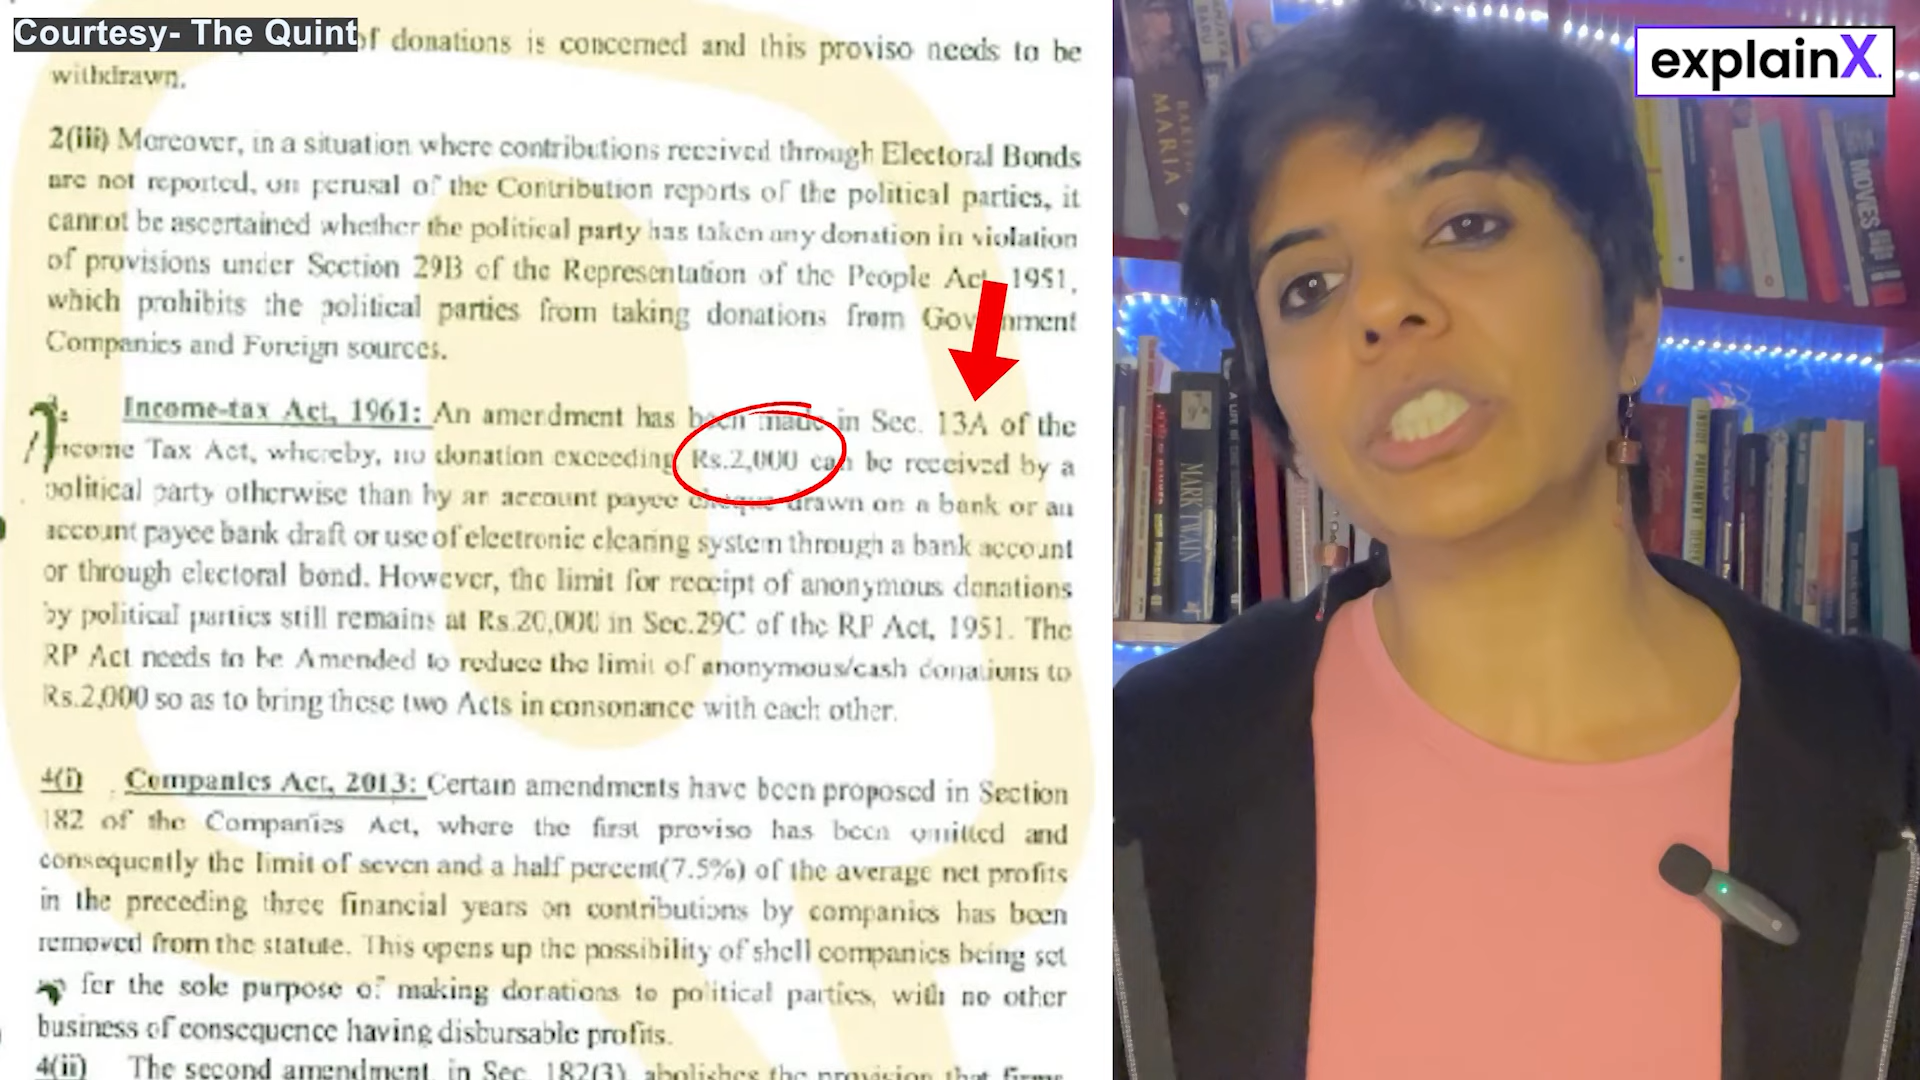 Courtesy- The Quint
of donations is concerned and this proviso needs to be
withdrawn.
2(iii) Moreover, in a situation where contributions received through Electoral Bonds
are not reported, on perusal of the Contribution reports of the political parties, it
cannot be ascertained whether the political party has taken any donation in violation
of provisions under Section 29B of the Representation of the People Act, 1951,
which prohibits the political parties from taking donations from Government
Companies and Foreign sources.
Income-tax Act, 1961: An amendment has been made in Sec. 13A of the
Income Tax Act, whereby, no donation exceeding Rs.2,000 can be received by a
political party otherwise than by an account payee cheque drawn on a bank or an
account payee bank draft or use of electronic clearing system through a bank account
or through electoral bond. However, the limit for receipt of anonymous donations
by political parties still remains at Rs.20,000 in Sec.29C of the RP Act, 1951. The
RP Act needs to be Amended to reduce the limit of anonymous/cash donations to
Rs.2,000 so as to bring these two Acts in consonance with each other.
4(i) Companies Act, 2013: Certain amendments have been proposed in Section
182 of the Companies Act, where the first proviso has been omitted and
consequently the limit of seven and a half percent(7.5%) of the average net profits
in the preceding three financial years on contributions by companies has been
removed from the statute. This opens up the possibility of shell companies being set
up for the sole purpose of making donations to political parties, with no other
business of consequence having disbursable profits.
4(ii) The second amendment in Sec. 182(3) abolishes the provision that firms
explainX.
MARIA
MOVIES
MARK TWAIN
A LIFE
INSIDE PARLIAMENT